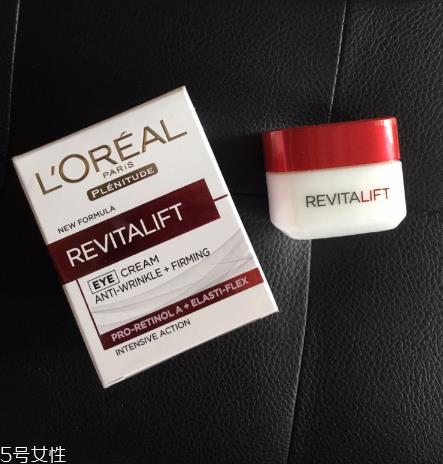 L'ORÉAL
PARIS
PLÉNITUDE
NEW FORMULA
REVITALIFT
EYE CREAM
ANTI-WRINKLE + FIRMING
PRO-RETINOL A + ELASTI-FLEX
INTENSIVE ACTION
REVITALIFT
5号女性